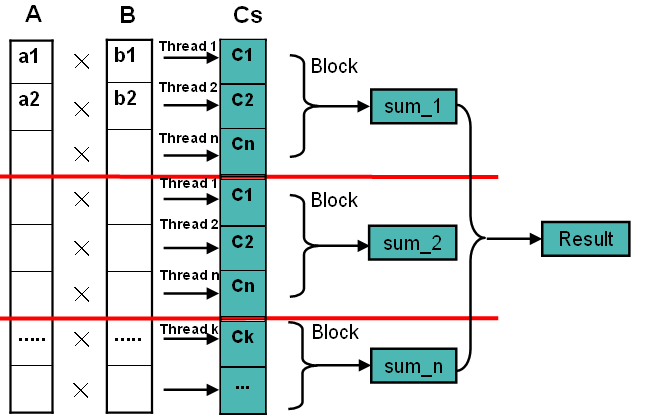 A B Cs
a1 × b1 Thread 1 C1
Block
a2 × b2 Thread 2 C2
sum_1
× Thread n Cn
× Thread 1 C1
Block
× Thread 2 C2
sum_2 Result
× Thread n Cn
..... × ..... Thread k Ck
Block
sum_n
× ...